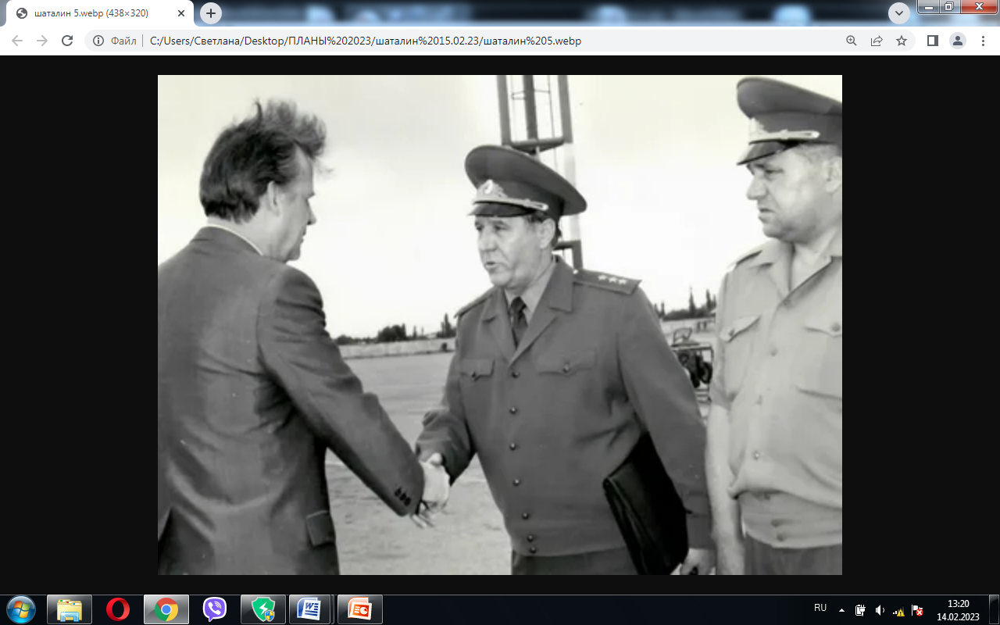 шаталин 5.webp (438×320)
Файл
C:/Users/Светлана/Desktop/ПЛАНЫ%202023/шаталин%2015.02.23/шаталин%205.webp
RU
13:20
14.02.2023